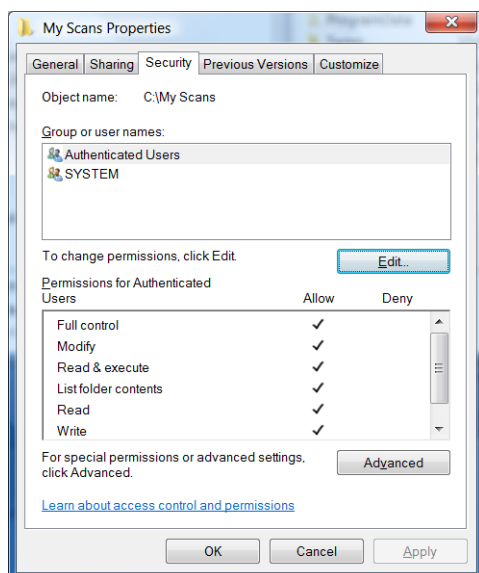 My Scans Properties
General Sharing Security Previous Versions Customize
Object name: C:\My Scans
Group or user names:
Authenticated Users
SYSTEM
To change permissions, click Edit.
Edit...
Permissions for Authenticated
Users Allow Deny
Full control
Modify
Read & execute
List folder contents
Read
Write
For special permissions or advanced settings,
click Advanced.
Advanced
Learn about access control and permissions
OK Cancel Apply